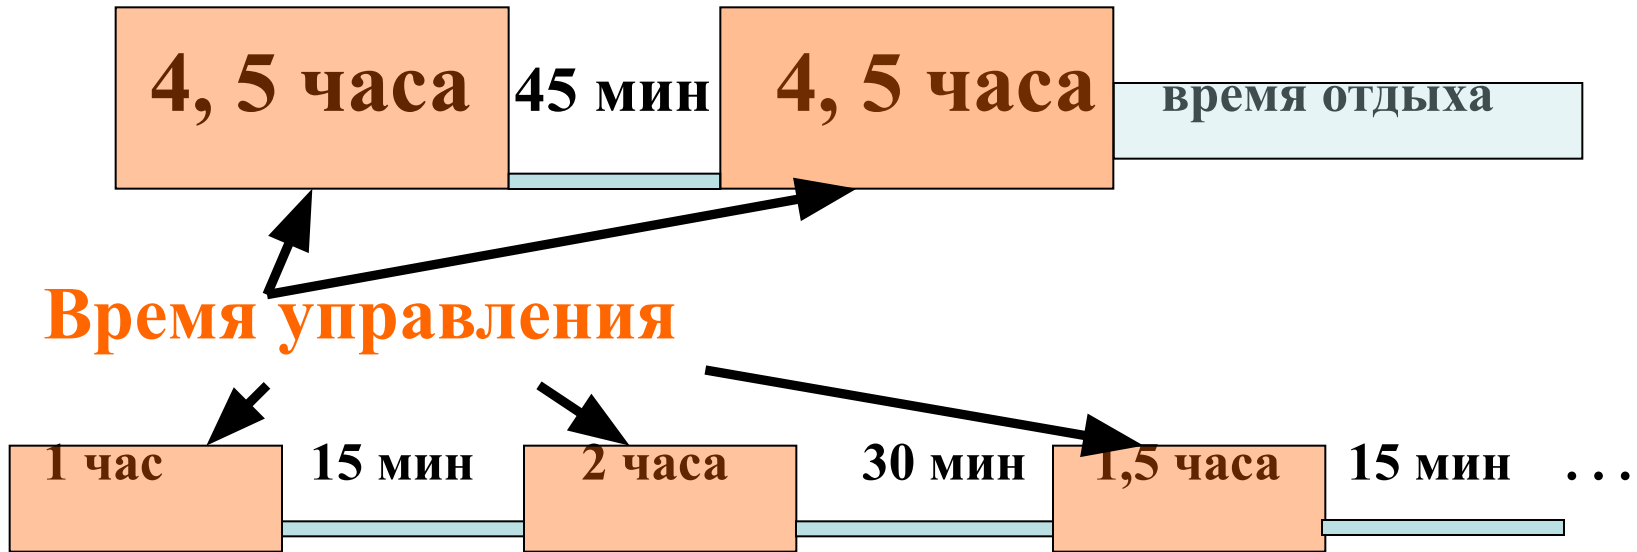 4, 5 часа 45 мин 4, 5 часа время отдыха
Время управления
1 час 15 мин 2 часа 30 мин 1,5 часа 15 мин . . .